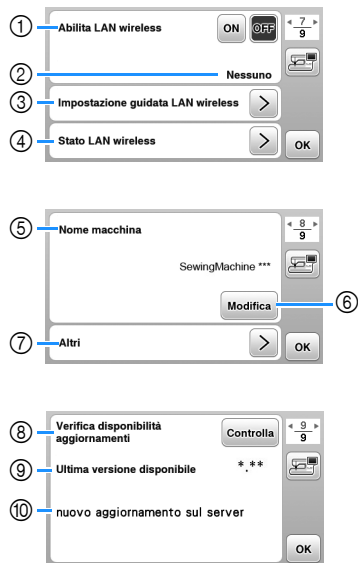 ① Abilita LAN wireless ON OFF 7
9
② Nessuno
③ Impostazione guidata LAN wireless >
④ Stato LAN wireless > OK
⑤ Nome macchina 8
9
SewingMachine ***
Modifica ⑥
⑦ Altri > OK
⑧ Verifica disponibilità
aggiornamenti Controlla 9
9
⑨ Ultima versione disponibile *.**
⑩ nuovo aggiornamento sul server
OK